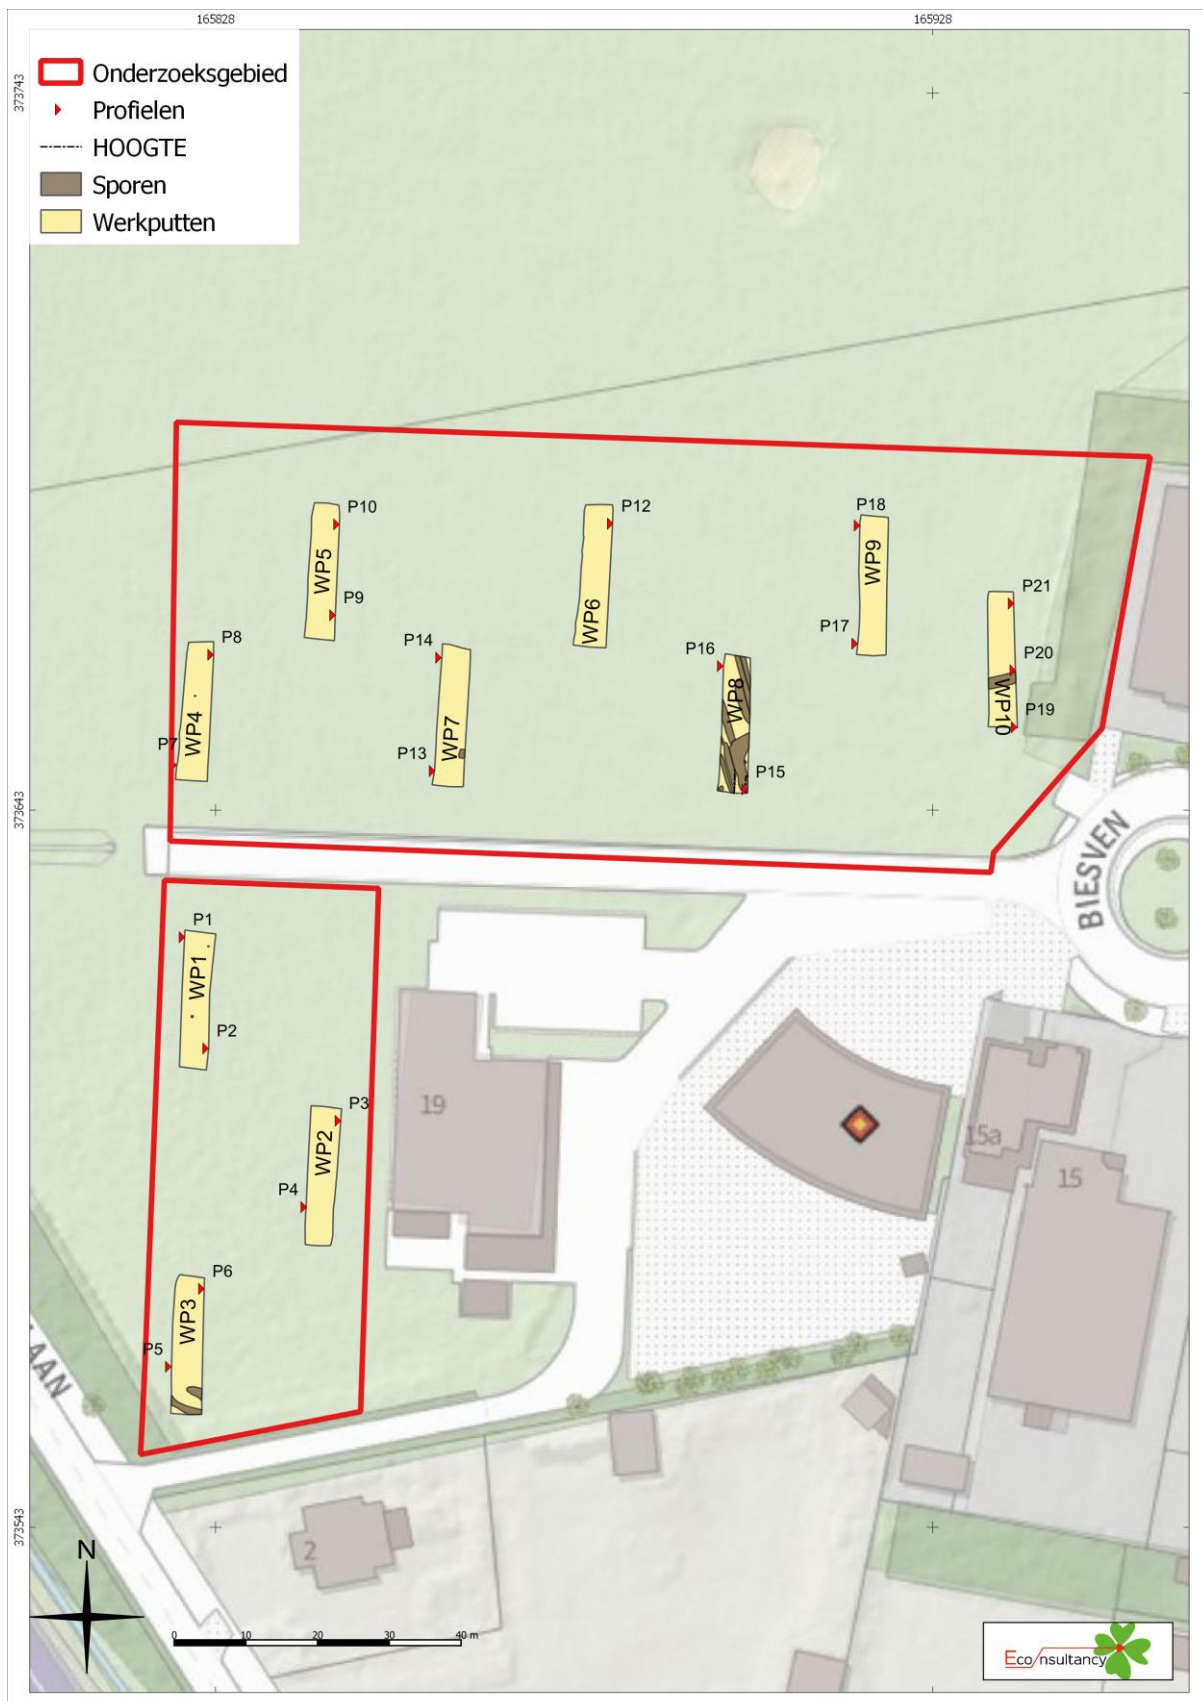 165828
165928
373743
Onderzoeksgebied
Profielen
HOOGTE
Sporen
Werkputten
P10
P12
P18
WP5
WP6
WP9
P9
P21
P8
P14
P17
P16
P20
WP4
WP7
WP8
WP10
P19
P7
P13
P15
373643
BIESVEN
P1
WP1
P2
P3
19
WP2
15a
15
P4
P6
WP3
P5
LAAN
373543
2
N
0 10 20 30 40 m
Econsultancy